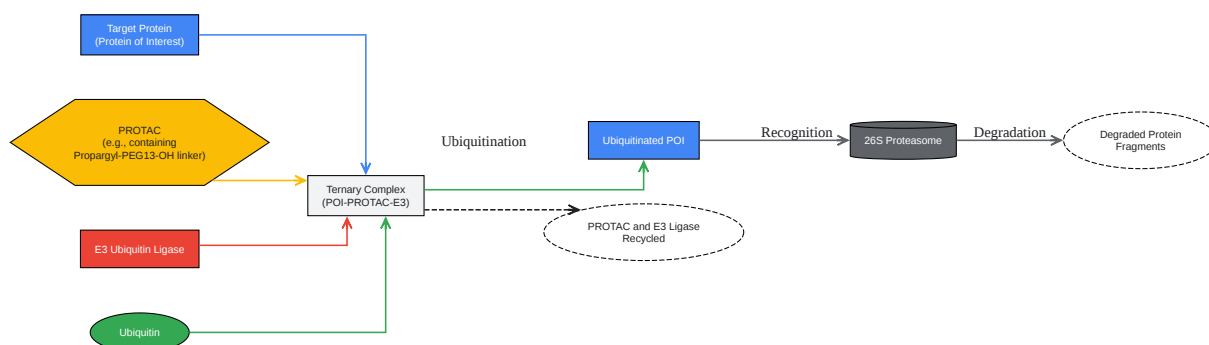 Target Protein
(Protein of Interest)
PROTAC
(e.g., containing
Propargyl-PEG13-OH linker)
E3 Ubiquitin Ligase
Ubiquitin
Ternary Complex
(POI-PROTAC-E3)
Ubiquitination
Ubiquitinated POI
PROTAC and E3 Ligase
Recycled
Recognition
26S Proteasome
Degradation
Degraded Protein
Fragments